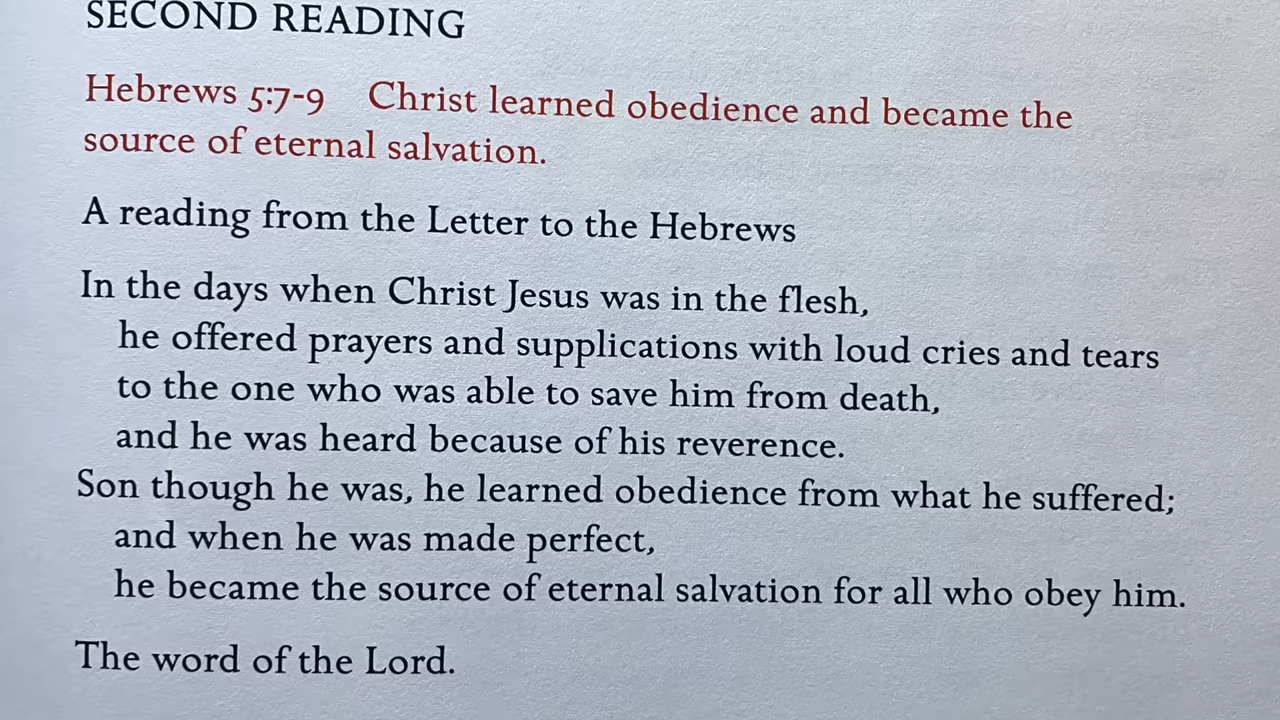 SECOND READING
Hebrews 5:7-9 Christ learned obedience and became the
source of eternal salvation.
A reading from the Letter to the Hebrews
In the days when Christ Jesus was in the flesh,
he offered prayers and supplications with loud cries and tears
to the one who was able to save him from death,
and he was heard because of his reverence.
Son though he was, he learned obedience from what he suffered;
and when he was made perfect,
he became the source of eternal salvation for all who obey him.
The word of the Lord.